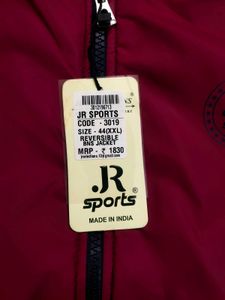 JR SPORTS
CODE - 3019
SIZE - 44(XXL)
REVERSIBLE
BNS JACKET
MRP - ₹ 1830
JR
sports
MADE IN INDIA